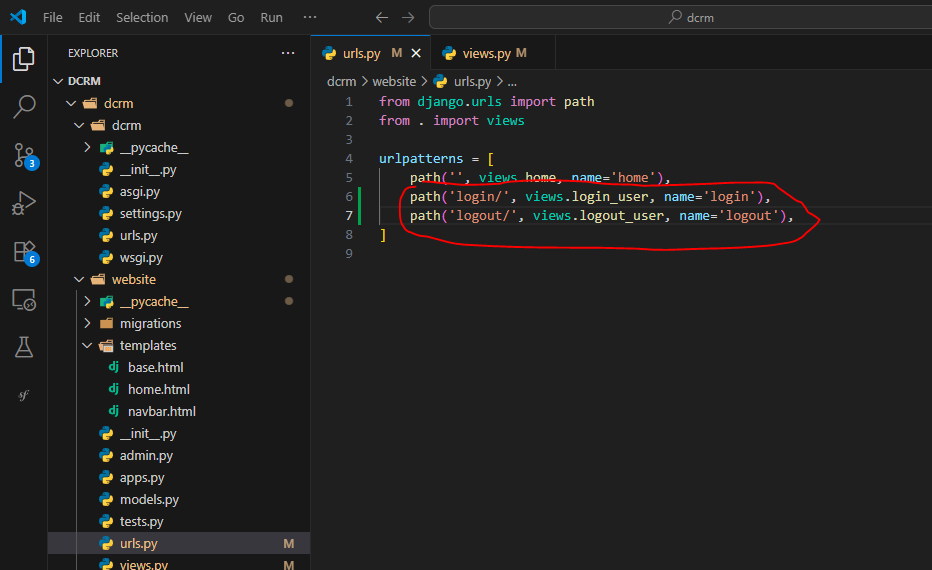 File Edit Selection View Go Run ··· dcrm
EXPLORER ···
DCRM
dcrm
dcrm
__pycache__
__init__.py
asgi.py
settings.py
urls.py
wsgi.py
website
__pycache__
migrations
templates
dj base.html
dj home.html
dj navbar.html
__init__.py
admin.py
apps.py
models.py
tests.py
urls.py M
views.py M
3
6
urls.py M × views.py M
dcrm > website > urls.py > ...
1 from django.urls import path
2 from . import views
3
4 urlpatterns = [
5 path('', views.home, name='home'),
6 path('login/', views.login_user, name='login'),
7 path('logout/', views.logout_user, name='logout'),
8 ]
9